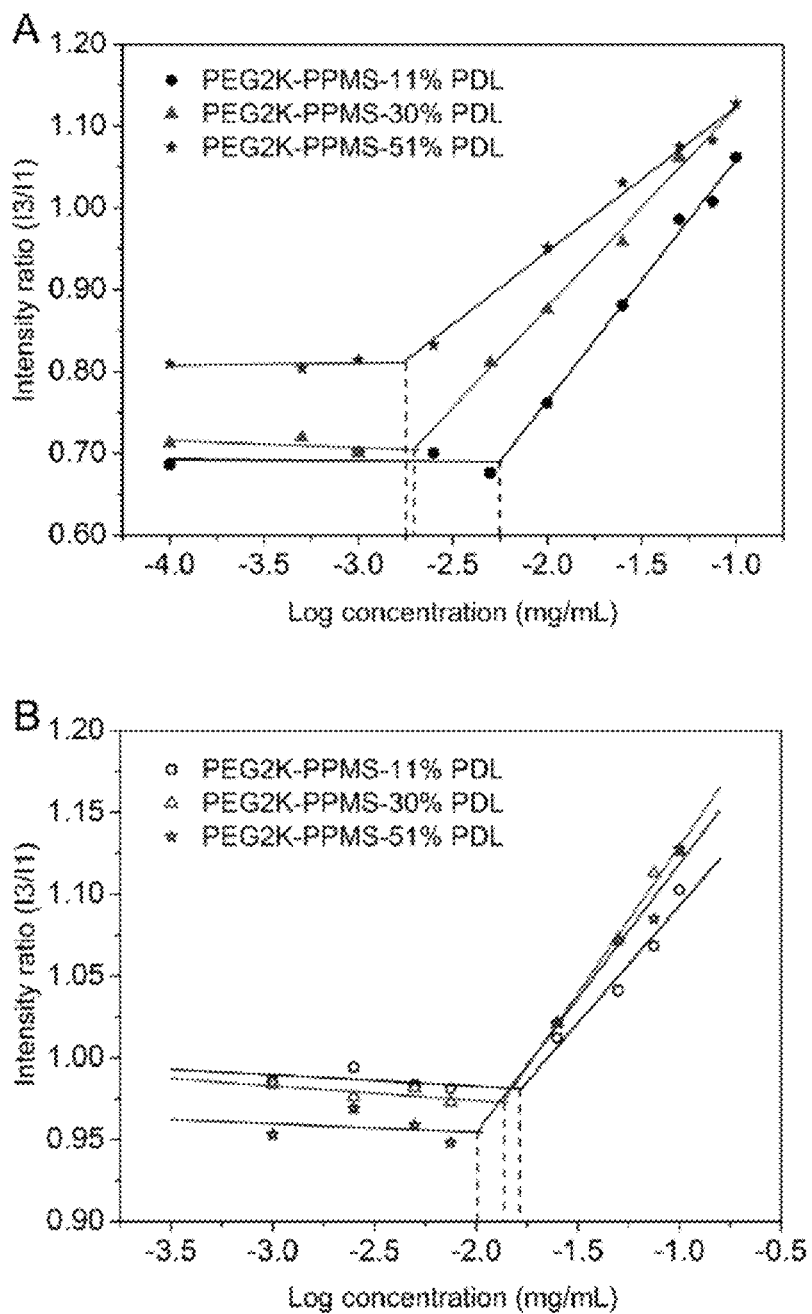 A
1.20
1.10
1.00
0.90
0.80
0.70
0.60
Intensity ratio (I3/I1)
PEG2K-PPMS-11% PDL
PEG2K-PPMS-30% PDL
PEG2K-PPMS-51% PDL
-4.0 -3.5 -3.0 -2.5 -2.0 -1.5 -1.0
Log concentration (mg/mL)
B
1.20
1.15
1.10
1.05
1.00
0.95
0.90
Intensity ratio (I3/I1)
PEG2K-PPMS-11% PDL
PEG2K-PPMS-30% PDL
PEG2K-PPMS-51% PDL
-3.5 -3.0 -2.5 -2.0 -1.5 -1.0 -0.5
Log concentration (mg/mL)